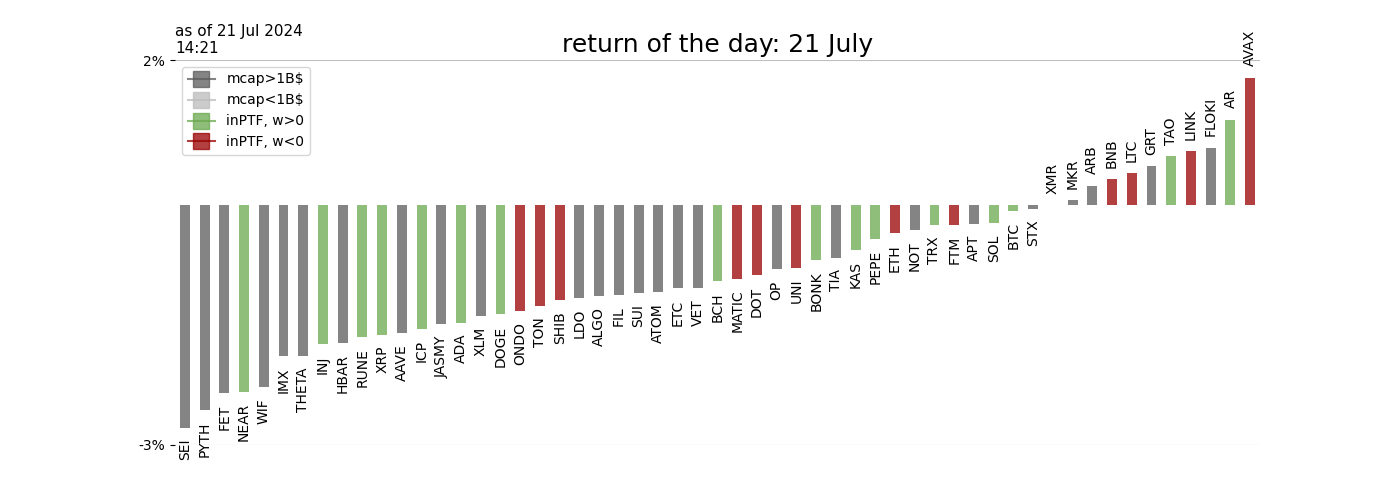 as of 21 Jul 2024
14:21
return of the day: 21 July
2%
mcap>1B$
mcap<1B$
inPTF, w>0
inPTF, w<0
-3%
SEI
PYTH
FET
NEAR
WIF
IMX
THETA
INJ
HBAR
RUNE
XRP
AAVE
ICP
JASMY
ADA
XLM
DOGE
ONDO
TON
SHIB
LDO
ALGO
FIL
SUI
ATOM
ETC
VET
BCH
MATIC
DOT
OP
UNI
BONK
TIA
KAS
PEPE
ETH
NOT
TRX
FTM
APT
SOL
BTC
STX
XMR
MKR
ARB
BNB
LTC
GRT
TAO
LINK
FLOKI
AR
AVAX